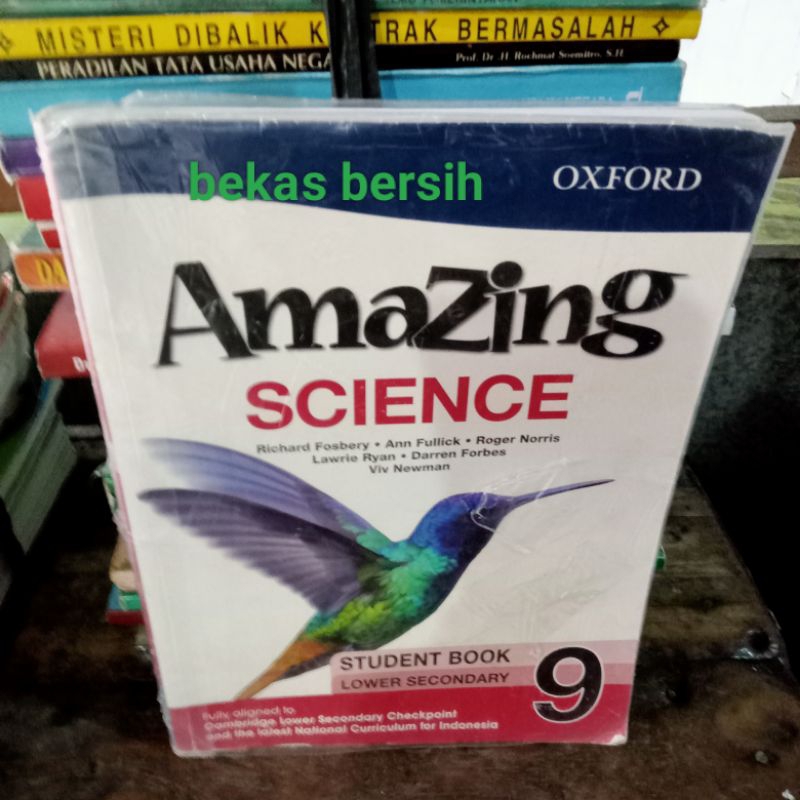 MISTERI DIBALIK K TRAK BERMASALAH
PERADILAN TATA USAHA NEGA
Prof. Dr. H. Rochmat Soemitro, S.H.
bekas bersih
OXFORD
Amazing
SCIENCE
Richard Fosbery • Ann Fullick • Roger Norris
Lawrie Ryan • Darren Forbes
Viv Newman
STUDENT BOOK
LOWER SECONDARY
9
Fully aligned to:
Cambridge Lower Secondary Checkpoint
and the latest National Curriculum for Indonesia